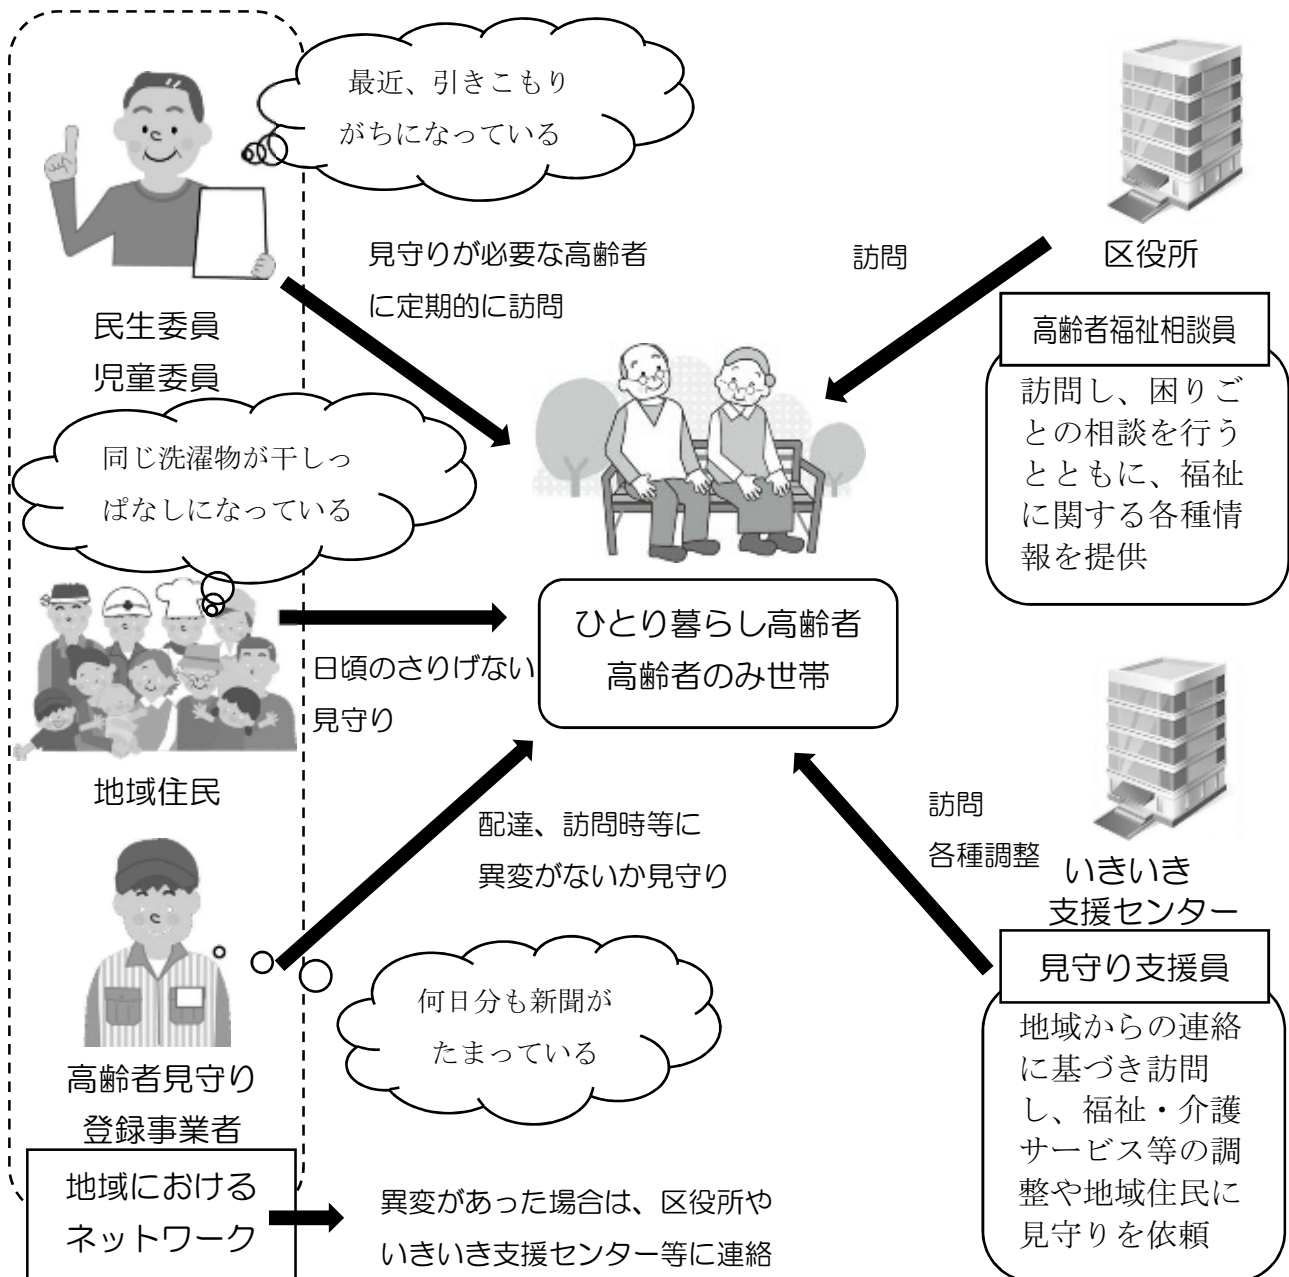 最近、引きこもり
がちになっている
見守りが必要な高齢者
に定期的に訪問
訪問
区役所
民生委員
児童委員
高齢者福祉相談員
訪問し、困りご
との相談を行う
とともに、福祉
に関する各種情
報を提供
同じ洗濯物が干しっ
ぱなしになっている
ひとり暮らし高齢者
高齢者のみ世帯
日頃のさりげない
見守り
地域住民
配達、訪問時等に
異変がないか見守り
訪問
各種調整
いきいき
支援センター
見守り支援員
地域からの連絡
に基づき訪問
し、福祉・介護
サービス等の調
整や地域住民に
見守りを依頼
何日分も新聞が
たまっている
高齢者見守り
登録事業者
地域における
ネットワーク
異変があった場合は、区役所や
いきいき支援センター等に連絡